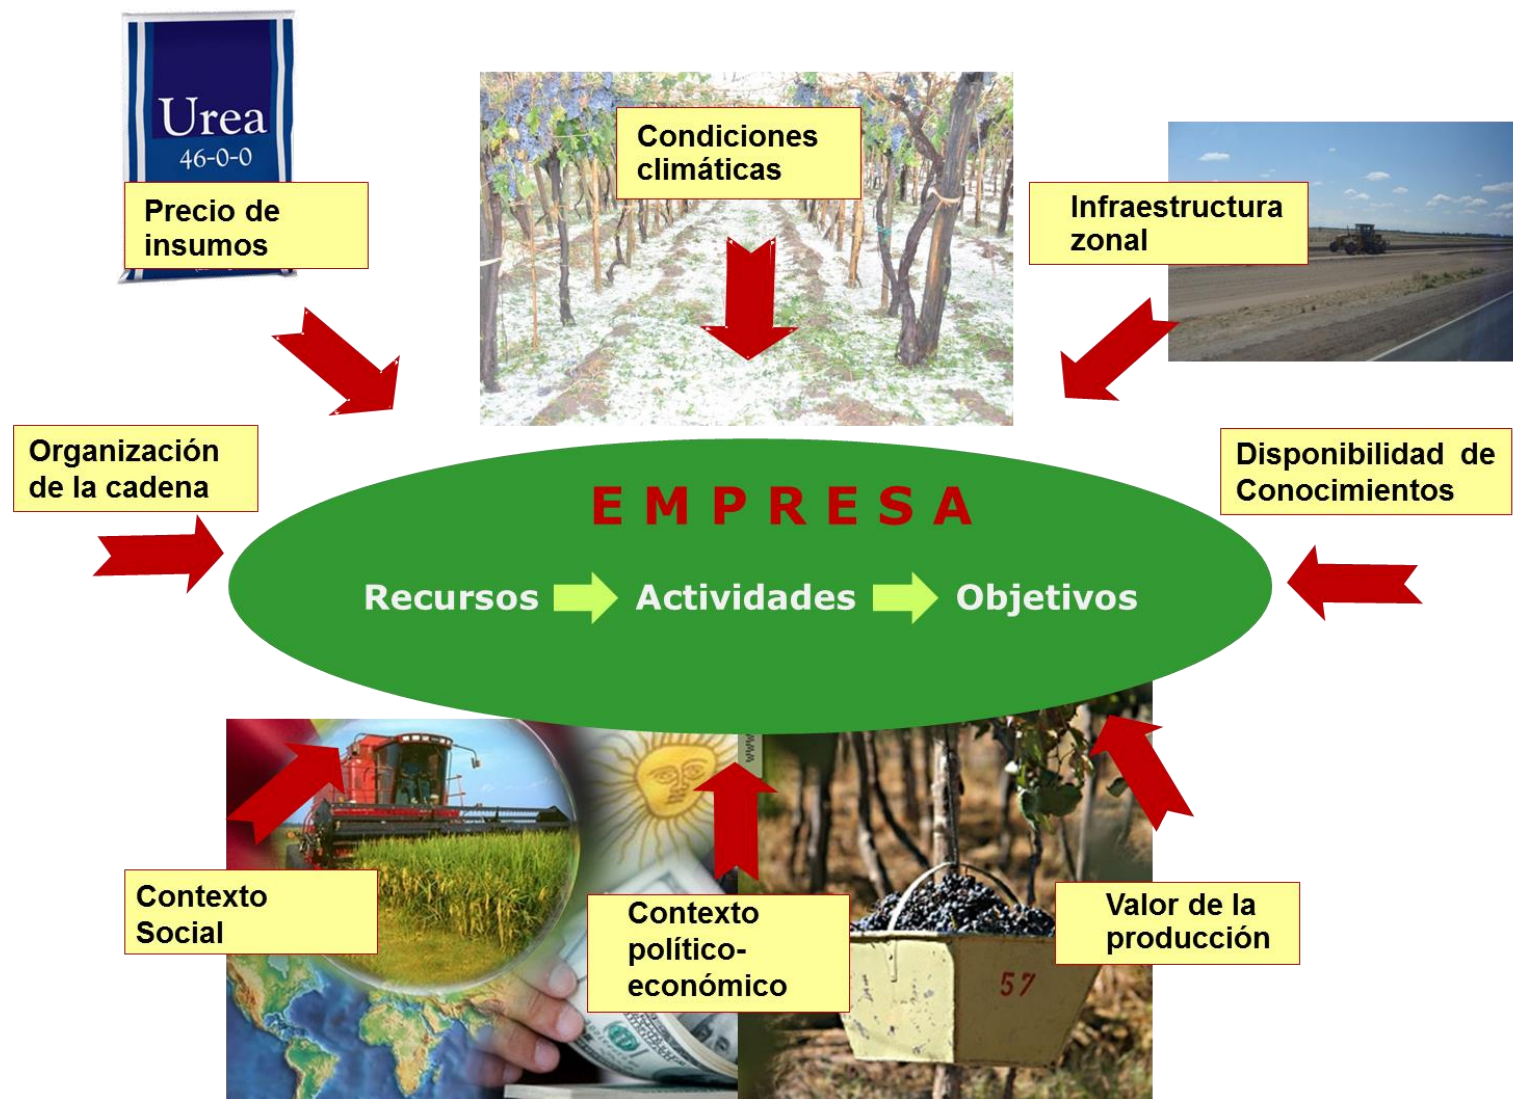 Urea
46-0-0
Precio de
insumos
Condiciones
climáticas
Infraestructura
zonal
Organización
de la cadena
Disponibilidad de
Conocimientos
EMPRESA
Recursos
Actividades
Objetivos
Contexto
Social
Contexto
político-
económico
Valor de la
producción
57